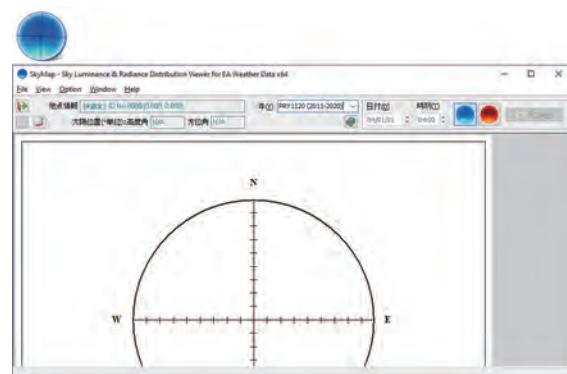 SkyMap - Sky Luminance & Radiance Distribution Viewer for EA Weather Data x64
File View Option Window Help
地点情報
年(Y) PRY1120 (2011-2020)
日付(D)
時刻(T)
太陽位置(単位)=高度角 N/A 方位角 N/A
N
W
E